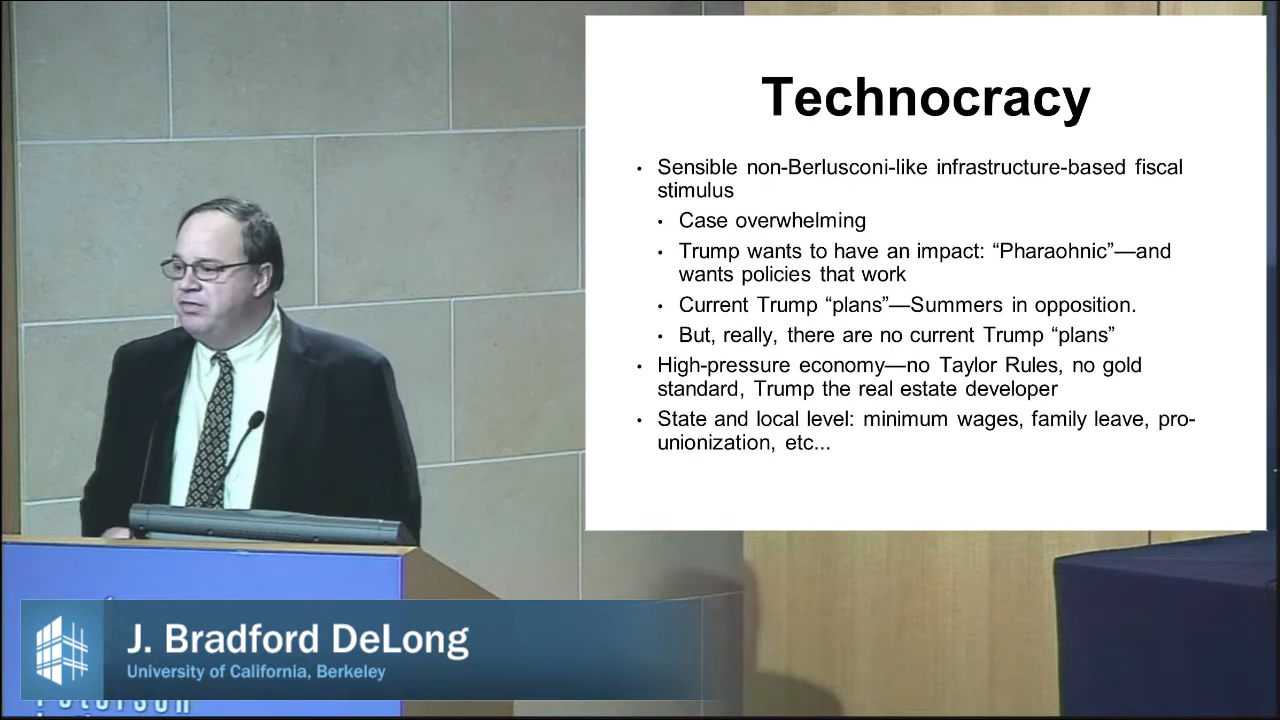 Technocracy
• Sensible non-Berlusconi-like infrastructure-based fiscal
stimulus
• Case overwhelming
• Trump wants to have an impact: “Pharaohnic”—and
wants policies that work
• Current Trump “plans”—Summers in opposition.
• But, really, there are no current Trump “plans”
• High-pressure economy—no Taylor Rules, no gold
standard, Trump the real estate developer
• State and local level: minimum wages, family leave, pro-
unionization, etc...
J. Bradford DeLong
University of California, Berkeley
Peterson